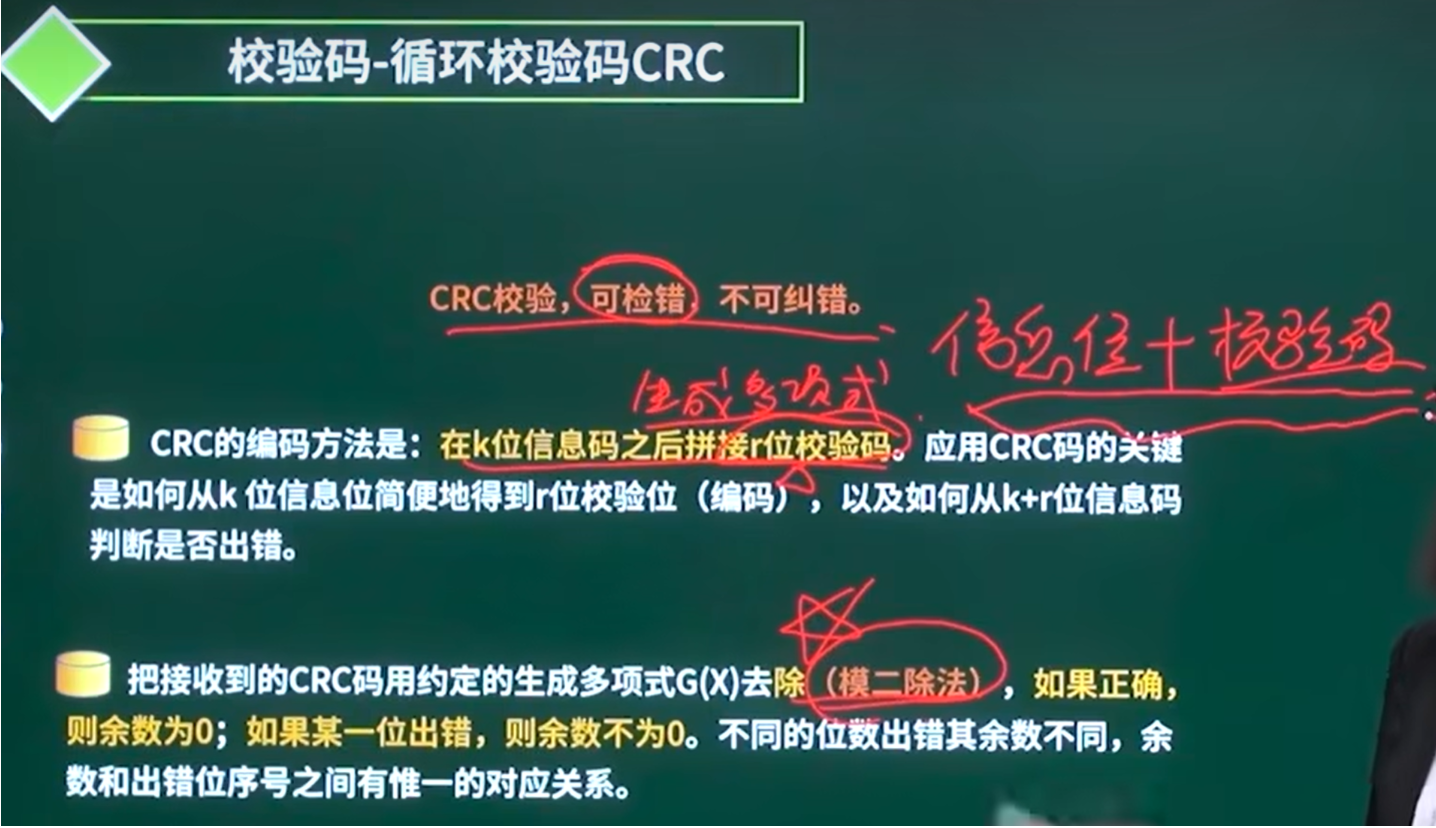 校验码-循环校验码CRC
CRC校验，可检错，不可纠错。
信息位+校验码
生成多项式
CRC的编码方法是：在k位信息码之后拼接r位校验码。应用CRC码的关键
是如何从k 位信息位简便地得到r位校验位（编码），以及如何从k+r位信息码
判断是否出错。
把接收到的CRC码用约定的生成多项式G(X)去除（模二除法），如果正确，
则余数为0；如果某一位出错，则余数不为0。不同的位数出错其余数不同，余
数和出错位序号之间有惟一的对应关系。